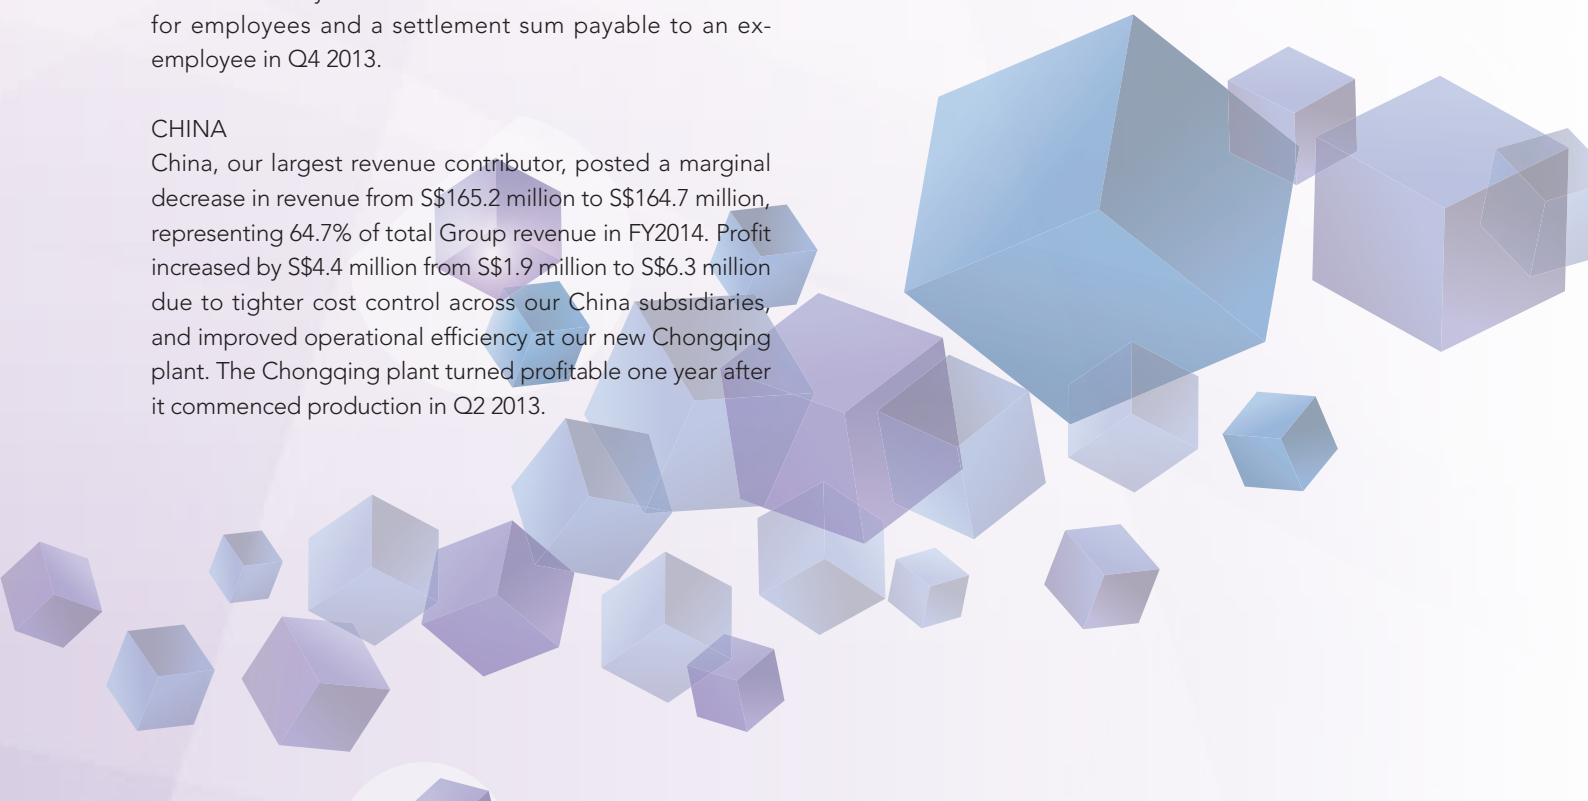 for employees and a settlement sum payable to an ex-
employee in Q4 2013.
CHINA
China, our largest revenue contributor, posted a marginal
decrease in revenue from S$165.2 million to S$164.7 million,
representing 64.7% of total Group revenue in FY2014. Profit
increased by S$4.4 million from S$1.9 million to S$6.3 million
due to tighter cost control across our China subsidiaries,
and improved operational efficiency at our new Chongqing
plant. The Chongqing plant turned profitable one year after
it commenced production in Q2 2013.